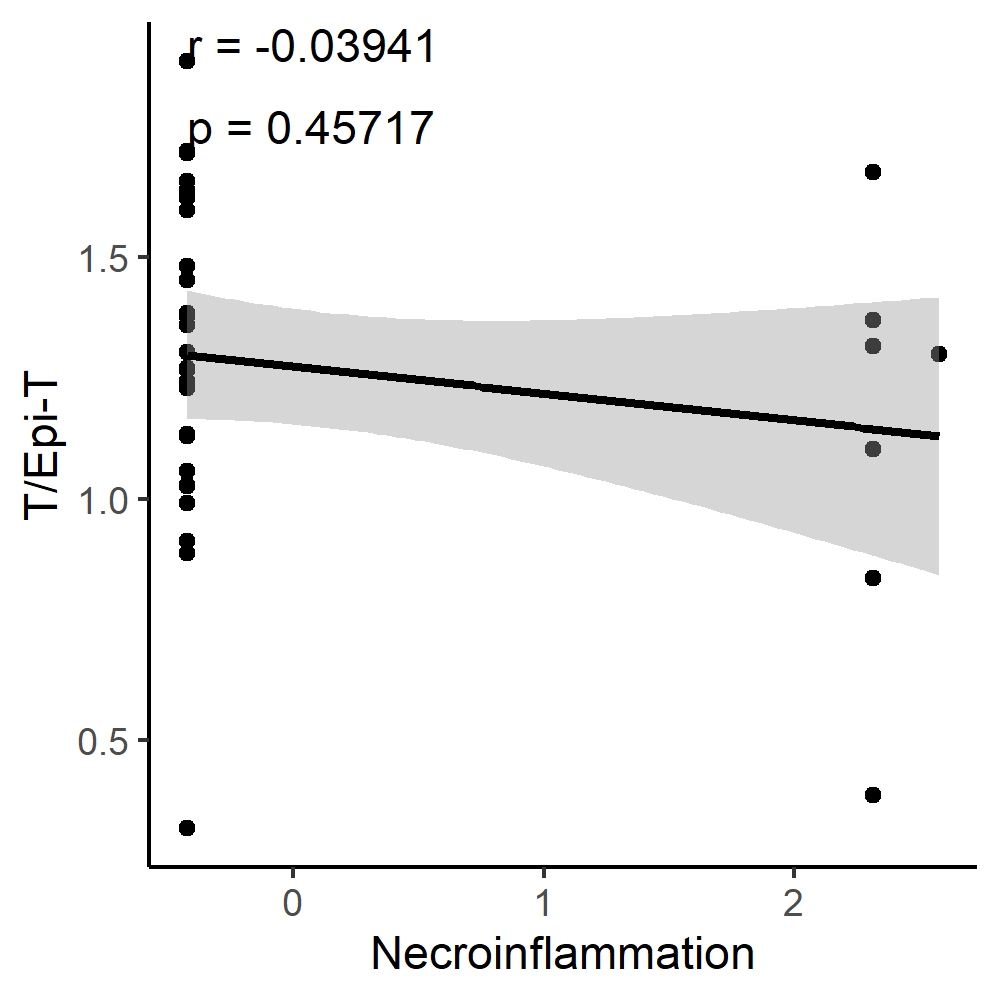 r = -0.03941
p = 0.45717
T/Epi-T
1.5
1.0
0.5
0 1 2
Necroinflammation